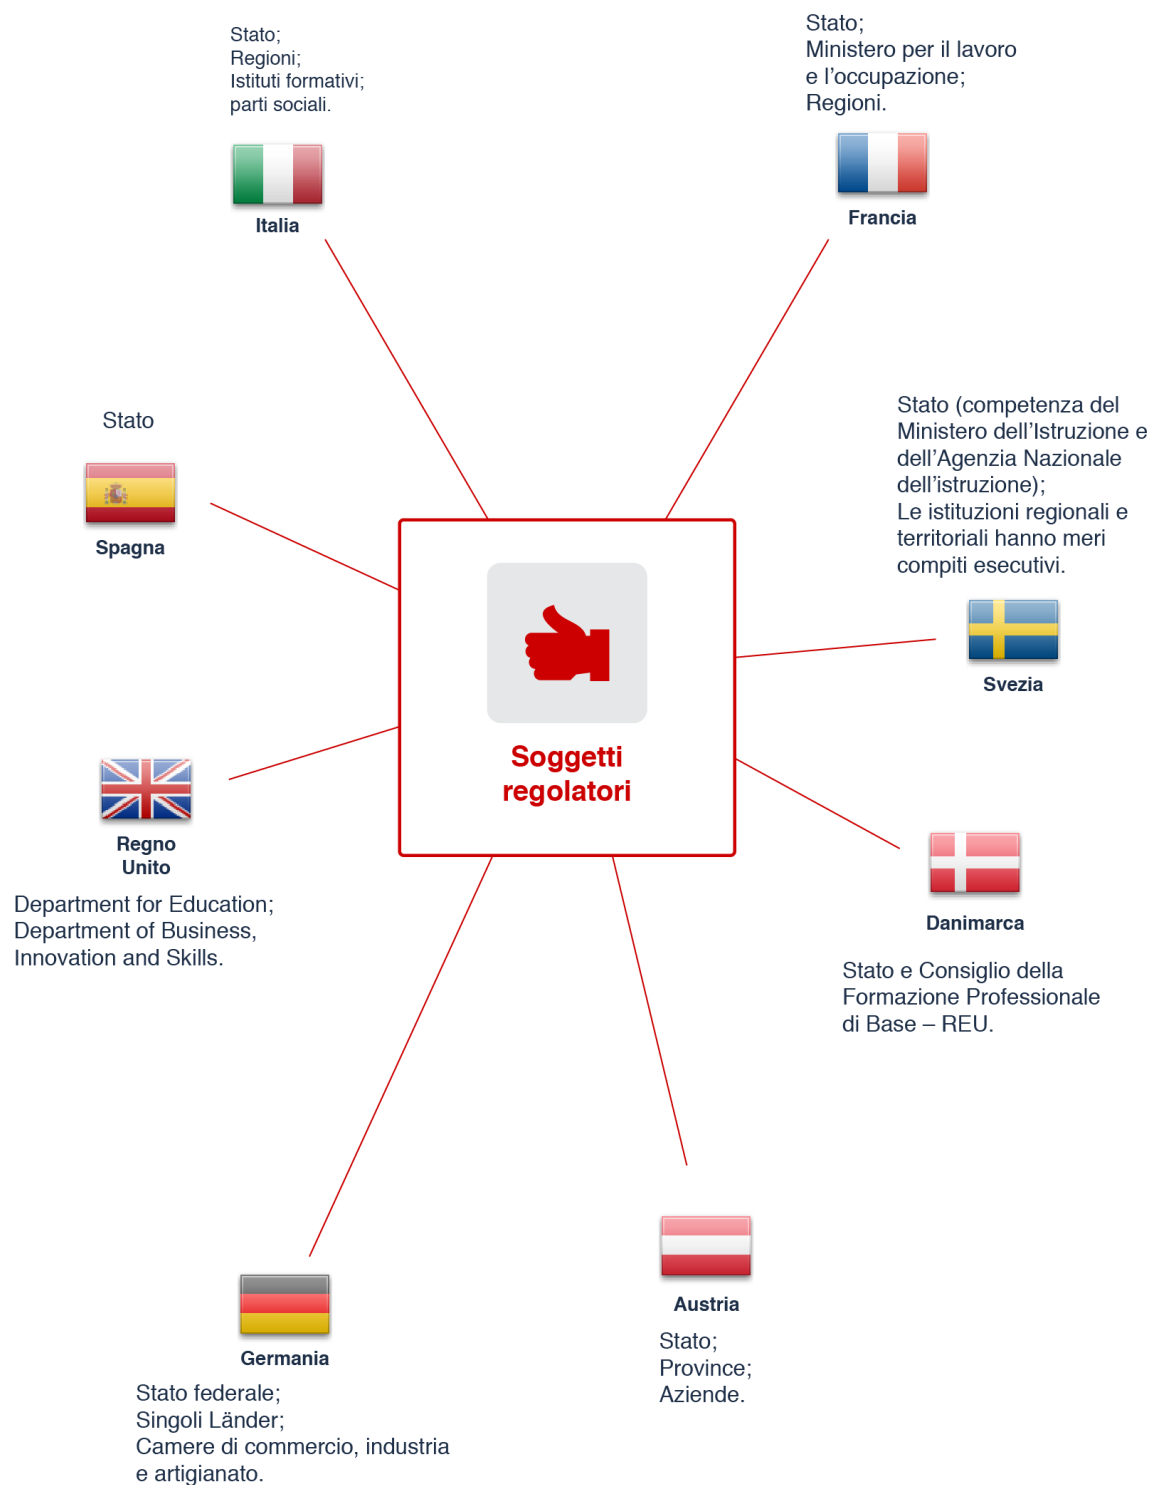 Stato;
Regioni;
Istituti formativi;
parti sociali.
Italia
Stato;
Ministero per il lavoro
e l’occupazione;
Regioni.
Francia
Stato
Spagna
Stato (competenza del
Ministero dell’Istruzione e
dell’Agenzia Nazionale
dell’istruzione);
Le istituzioni regionali e
territoriali hanno meri
compiti esecutivi.
Svezia
Soggetti
regolatori
Regno
Unito
Department for Education;
Department of Business,
Innovation and Skills.
Danimarca
Stato e Consiglio della
Formazione Professionale
di Base – REU.
Germania
Stato federale;
Singoli Länder;
Camere di commercio, industria
e artigianato.
Austria
Stato;
Province;
Aziende.